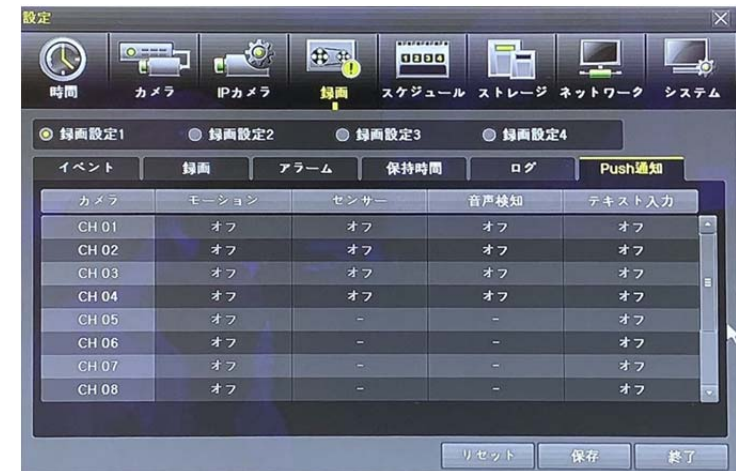 設定
時間 カメラ IPカメラ 録画 スケジュール ストレージ ネットワーク システム
録画設定1 録画設定2 録画設定3 録画設定4
イベント 録画 アラーム 保持時間 ログ Push通知
カメラ モーション センサー 音声検知 テキスト入力
CH 01 オフ オフ オフ オフ
CH 02 オフ オフ オフ オフ
CH 03 オフ オフ オフ オフ
CH 04 オフ オフ オフ オフ
CH 05 オフ - - オフ
CH 06 オフ - - オフ
CH 07 オフ - - オフ
CH 08 オフ - - オフ
リセット 保存 終了